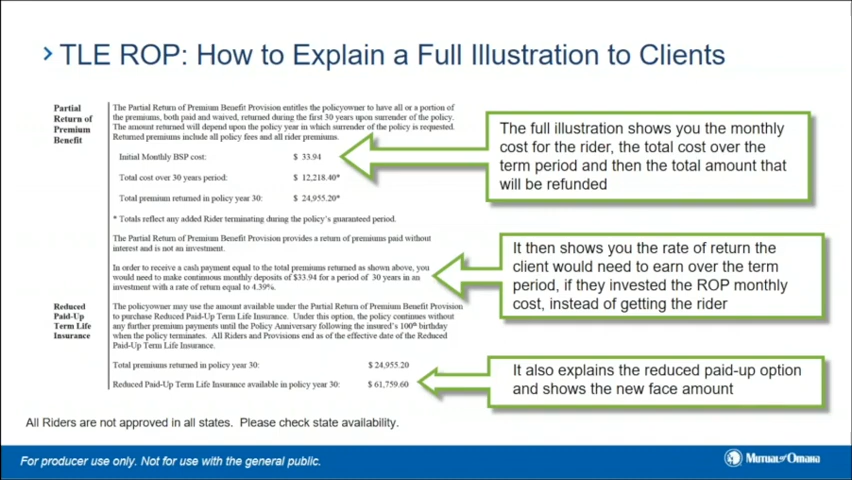 > TLE ROP: How to Explain a Full Illustration to Clients
Partial
Return of
Premium
Benefit
The Partial Return of Premium Benefit Provision entitles the policyowner to have all or a portion of
the premiums, both paid and waived, returned during the first 30 years upon surrender of the policy.
The amount returned will depend upon the policy year in which surrender of the policy is requested.
Returned premiums include all policy fees and all rider premiums.
Initial Monthly BSP cost: $ 33.94
Total cost over 30 years period: $ 12,218.40*
Total premium returned in policy year 30: $ 24,955.20*
* Totals reflect any added Rider terminating during the policy's guaranteed period.
The Partial Return of Premium Benefit Provision provides a return of premiums paid without
interest and is not an investment.
In order to receive a cash payment equal to the total premiums returned as shown above, you
would need to make continuous monthly deposits of $33.94 for a period of 30 years in an
investment with a rate of return equal to 4.39%.
Reduced
Paid-Up
Term Life
Insurance
The policyowner may use the amount available under the Partial Return of Premium Benefit Provision
to purchase Reduced Paid-Up Term Life Insurance. Under this option, the policy continues without
any further premium payments until the Policy Anniversary following the insured's 100th birthday
when the policy terminates. All Riders and Provisions end as of the effective date of the Reduced
Paid-Up Term Life Insurance.
Total premiums returned in policy year 30: $ 24,955.20
Reduced Paid-Up Term Life Insurance available in policy year 30: $ 61,759.60
The full illustration shows you the monthly
cost for the rider, the total cost over the
term period and then the total amount that
will be refunded
It then shows you the rate of return the
client would need to earn over the term
period, if they invested the ROP monthly
cost, instead of getting the rider
It also explains the reduced paid-up option
and shows the new face amount
All Riders are not approved in all states. Please check state availability.
For producer use only. Not for use with the general public.
Mutual of Omaha